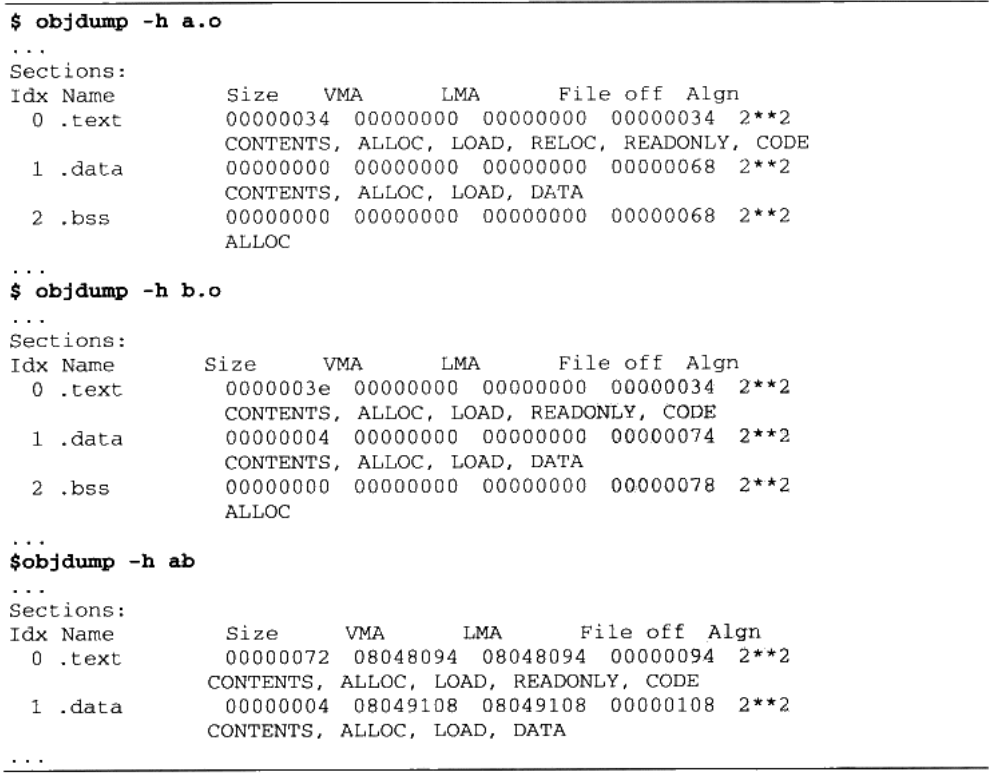 $ objdump -h a.o
...
Sections:
Idx Name Size VMA LMA File off Algn
0 .text 00000034 00000000 00000000 00000034 2**2
CONTENTS, ALLOC, LOAD, RELOC, READONLY, CODE
1 .data 00000000 00000000 00000000 00000068 2**2
CONTENTS, ALLOC, LOAD, DATA
2 .bss 00000000 00000000 00000000 00000068 2**2
ALLOC
...
$ objdump -h b.o
...
Sections:
Idx Name Size VMA LMA File off Algn
0 .text 0000003e 00000000 00000000 00000034 2**2
CONTENTS, ALLOC, LOAD, READONLY, CODE
1 .data 00000004 00000000 00000000 00000074 2**2
CONTENTS, ALLOC, LOAD, DATA
2 .bss 00000000 00000000 00000000 00000078 2**2
ALLOC
...
$objdump -h ab
...
Sections:
Idx Name Size VMA LMA File off Algn
0 .text 00000072 08048094 08048094 00000094 2**2
CONTENTS, ALLOC, LOAD, READONLY, CODE
1 .data 00000004 08049108 08049108 00000108 2**2
CONTENTS, ALLOC, LOAD, DATA
...